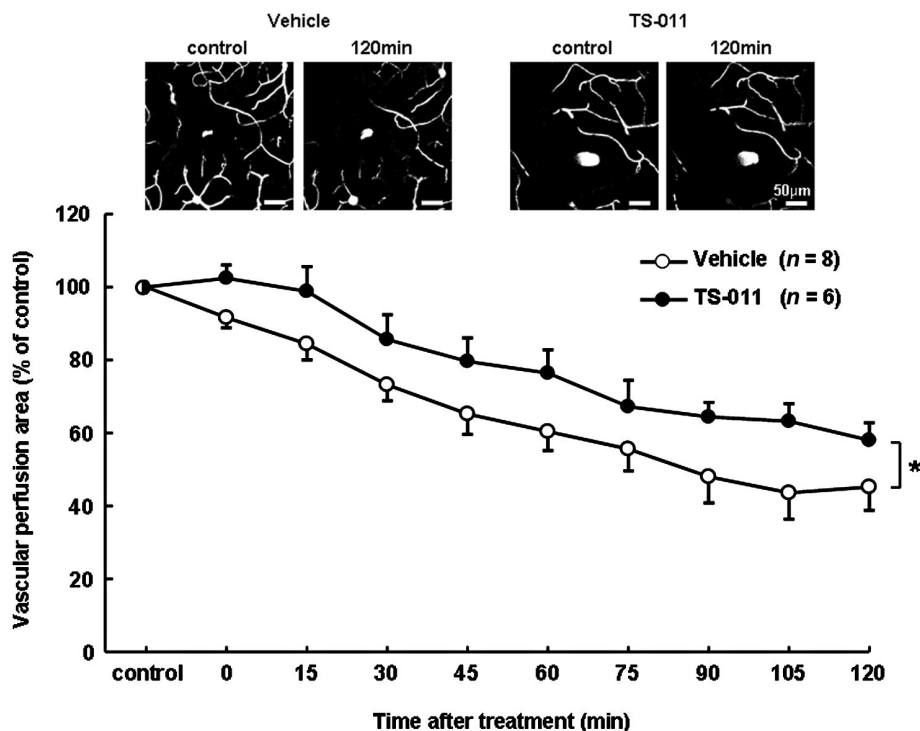 Vehicle TS-011
control 120min control 120min
50μm
Vascular perfusion area (% of control)
120
100
80
60
40
20
0
Vehicle (n = 8)
TS-011 (n = 6)
*
control 0 15 30 45 60 75 90 105 120
Time after treatment (min)